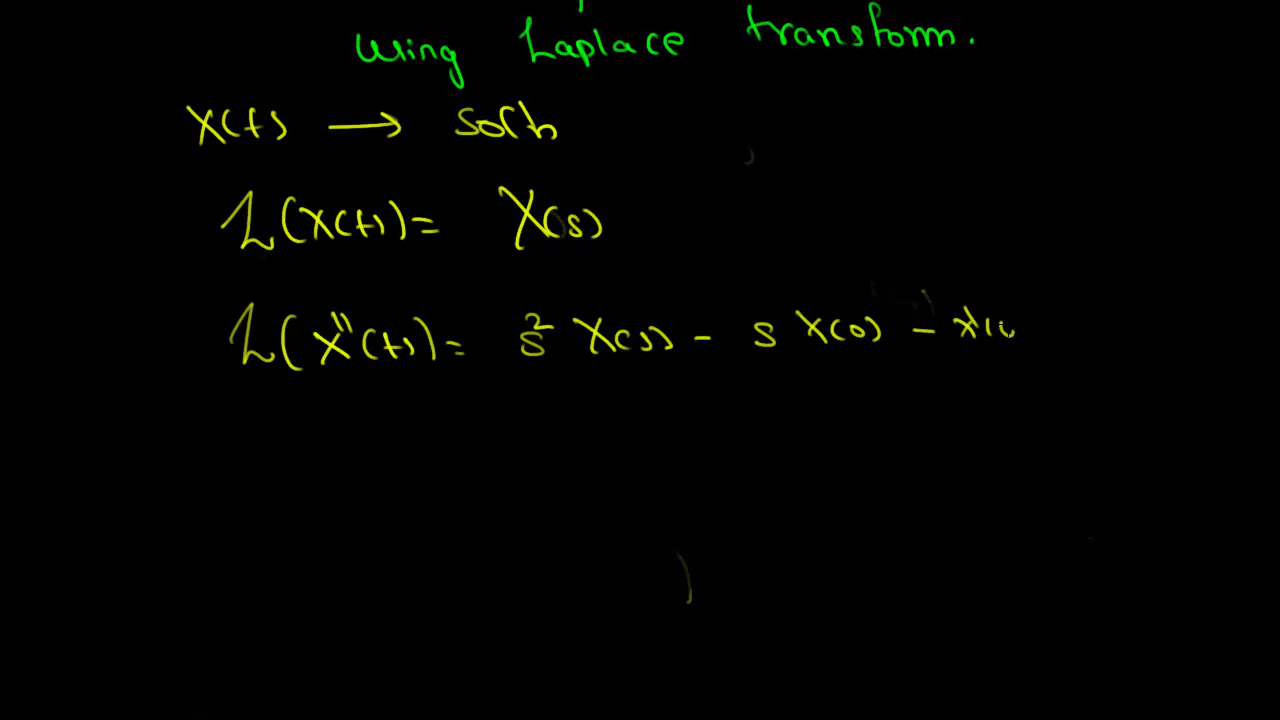 using Laplace transform.
x(t) → soln
L(x(t)) = X(s)
L(x''(t)) = s² X(s) - s x(0) - x'(